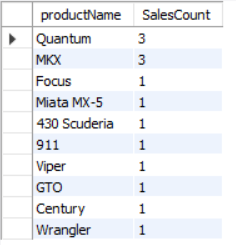 productName SalesCount
Quantum 3
MKX 3
Focus 1
Miata MX-5 1
430 Scuderia 1
911 1
Viper 1
GTO 1
Century 1
Wrangler 1